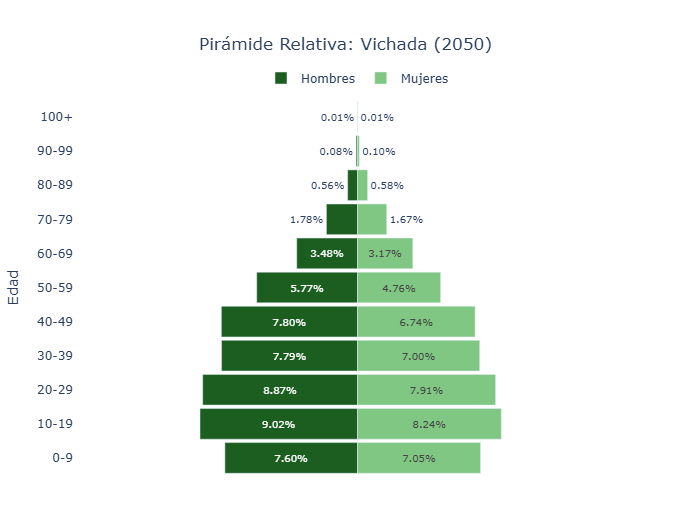 Pirámide Relativa: Vichada (2050)
Hombres Mujeres
100+ 0.01% 0.01%
90-99 0.08% 0.10%
80-89 0.56% 0.58%
70-79 1.78% 1.67%
60-69 3.48% 3.17%
50-59 5.77% 4.76%
40-49 7.80% 6.74%
30-39 7.79% 7.00%
20-29 8.87% 7.91%
10-19 9.02% 8.24%
0-9 7.60% 7.05%
Edad